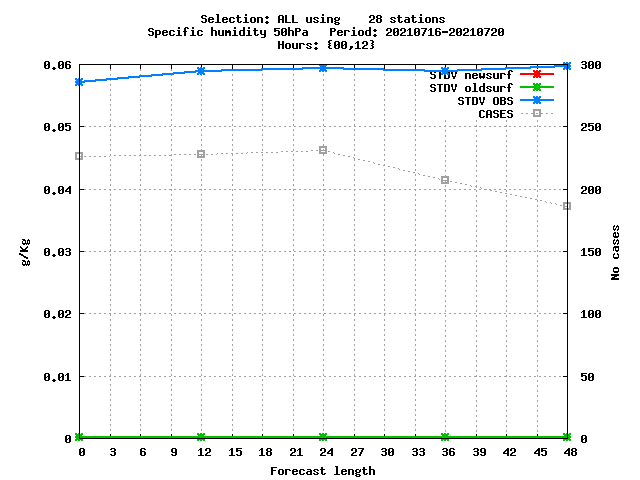 Selection: ALL using    28 stations
Specific humidity 50hPa   Period: 20210716-20210720
Hours: {00,12}
0.06
0.05
0.04
0.03
0.02
0.01
0
g/Kg
300
250
200
150
100
50
0
No cases
STDV newsurf
STDV oldsurf
STDV OBS
CASES
0 3 6 9 12 15 18 21 24 27 30 33 36 39 42 45 48
Forecast length